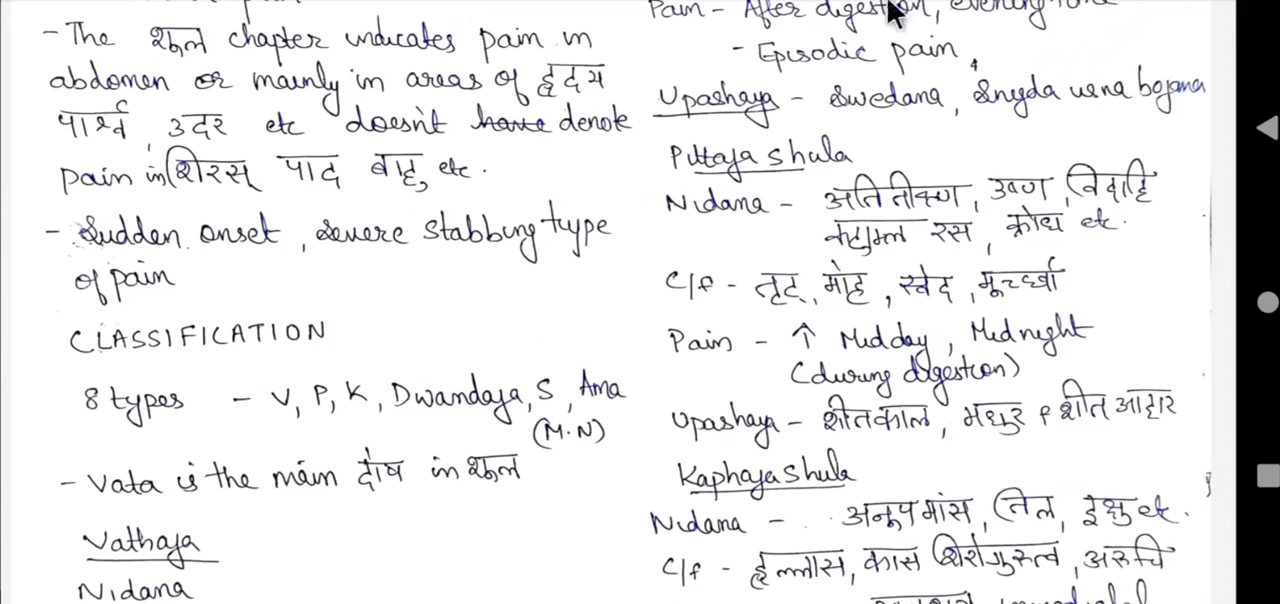 - The शूल chapter indicates pain in
abdomen or mainly in areas of हृदय
पार्श्व, उदर etc doesn't have denote
pain in शिरस् पाद बाहु, etc.
- Sudden onset, severe stabbing type
of pain
CLASSIFICATION
8 types - V, P, K, Dwandaja, S, Ama
(M.N)
- Vata is the main दोष in शूल
Vathaja
Nidana
Pain - After digestion, evening time
- Episodic pain
Upashaya - Swedana, Snigda usna bojana
Pittaja shula
Nidana - अति तीक्ष्ण, उष्ण, विदाहि
कट्वम्ल रस, क्रोध etc.
C/f - तृट्, मोह, स्वेद, मूर्च्छा
Pain - ↑ Midday, Midnight
(during digestion)
Upashaya - शीतकाल, मधुर शीत आहार
Kaphaja shula
Nidana - अनूप मांस, तिल, इक्षु etc.
C/f - हृल्लास, कास शिरोगुरुत्व, अरुचि